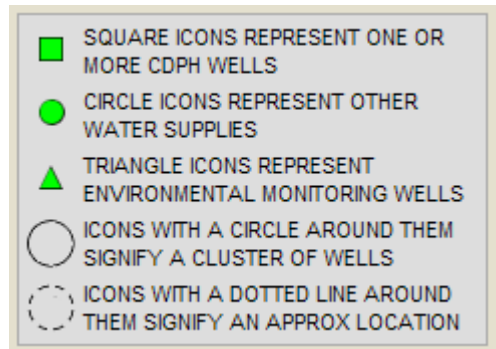 SQUARE ICONS REPRESENT ONE OR
MORE CDPH WELLS
CIRCLE ICONS REPRESENT OTHER
WATER SUPPLIES
TRIANGLE ICONS REPRESENT
ENVIRONMENTAL MONITORING WELLS
ICONS WITH A CIRCLE AROUND THEM
SIGNIFY A CLUSTER OF WELLS
ICONS WITH A DOTTED LINE AROUND
THEM SIGNIFY AN APPROX LOCATION